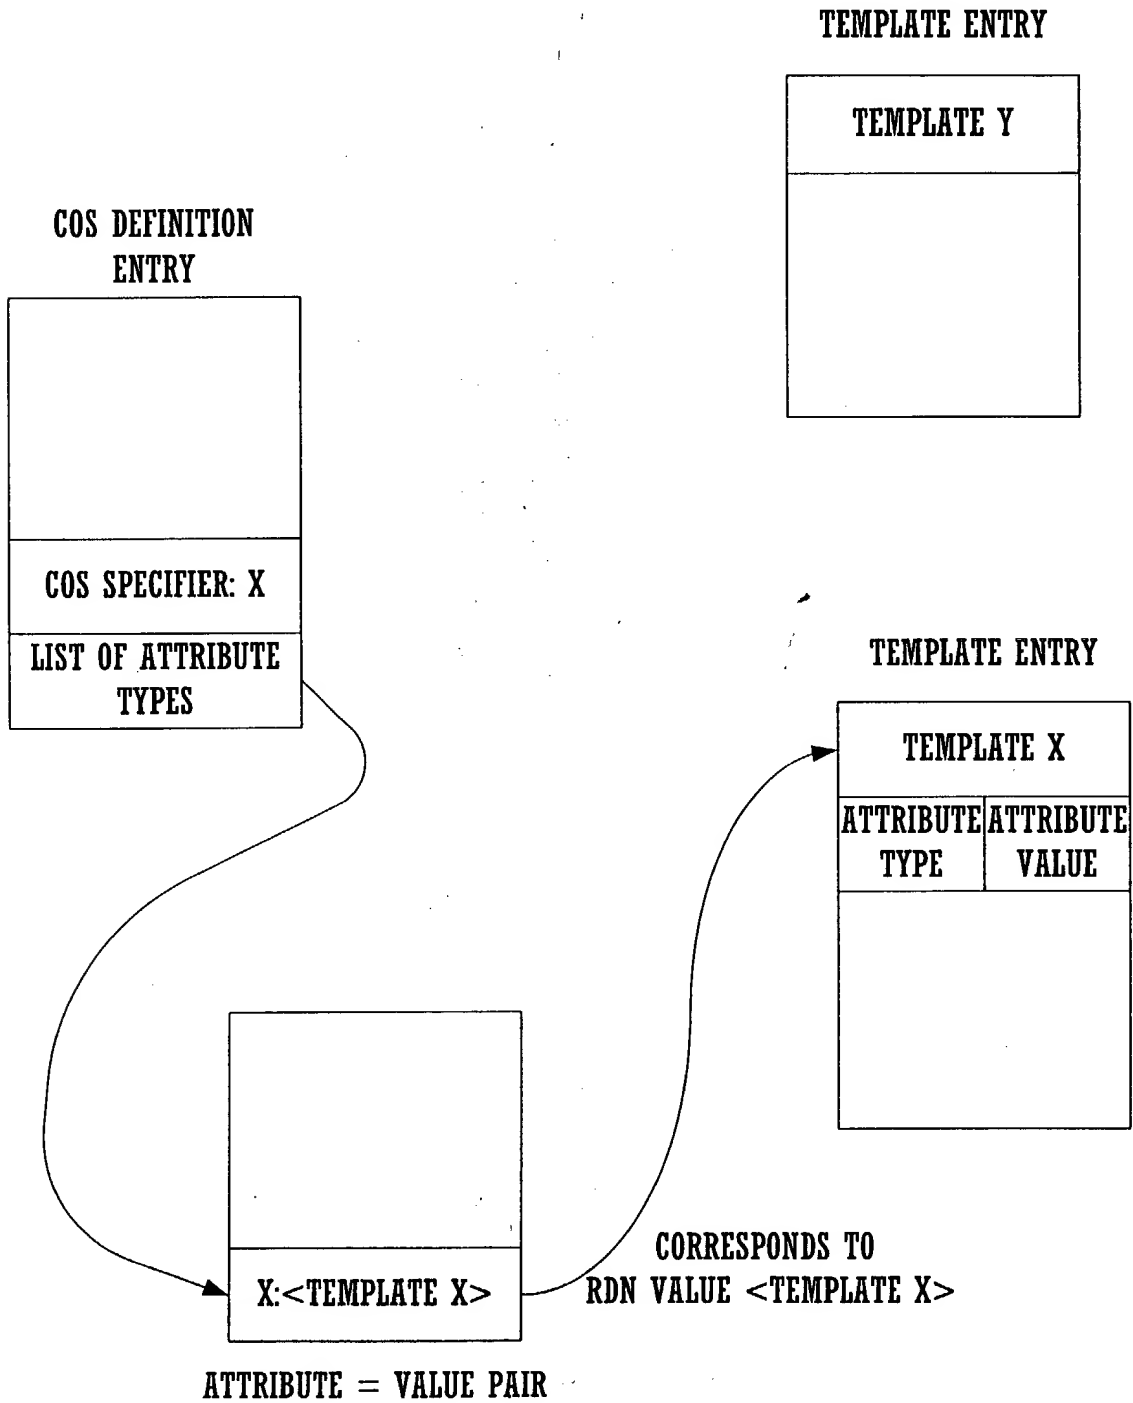 TEMPLATE ENTRY
TEMPLATE Y
COS DEFINITION
ENTRY
COS SPECIFIER: X
LIST OF ATTRIBUTE
TYPES
TEMPLATE ENTRY
TEMPLATE X
ATTRIBUTE
TYPE
ATTRIBUTE
VALUE
X:<TEMPLATE X>
CORRESPONDS TO
RDN VALUE <TEMPLATE X>
ATTRIBUTE = VALUE PAIR